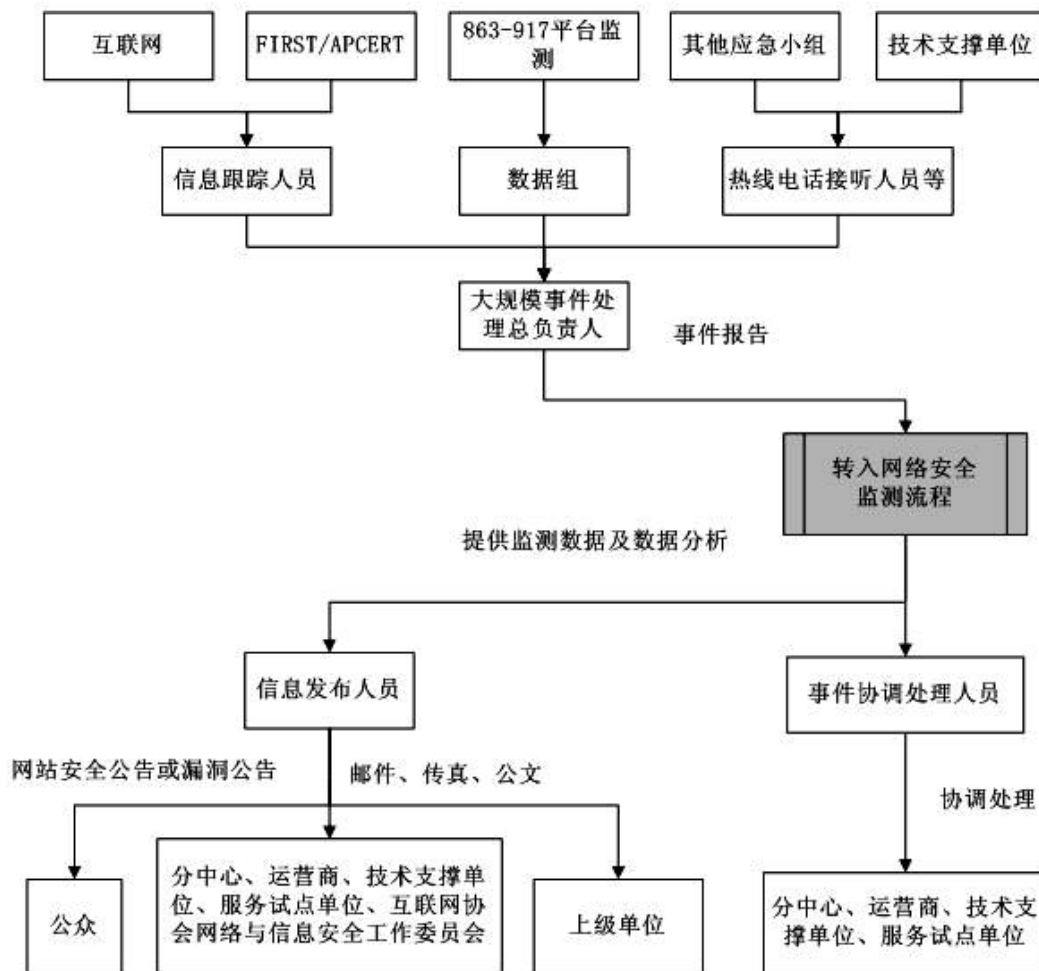 互联网
FIRST/APCERT
863-917平台监
测
其他应急小组
技术支撑单位
信息跟踪人员
数据组
热线电话接听人员等
大规模事件处
理总负责人
事件报告
转入网络安全
监测流程
提供监测数据及数据分析
信息发布人员
事件协调处理人员
网站安全公告或漏洞公告
邮件、传真、公文
协调处理
公众
分中心、运营商、技术支撑单
位、服务试点单位、互联网协
会网络与信息安全工作委员会
上级单位
分中心、运营商、技术支
撑单位、服务试点单位